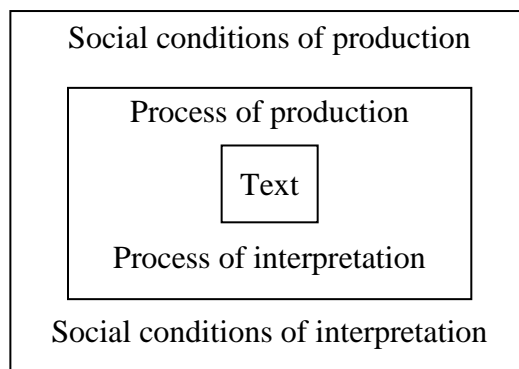 Social conditions of production
Process of production
Text
Process of interpretation
Social conditions of interpretation